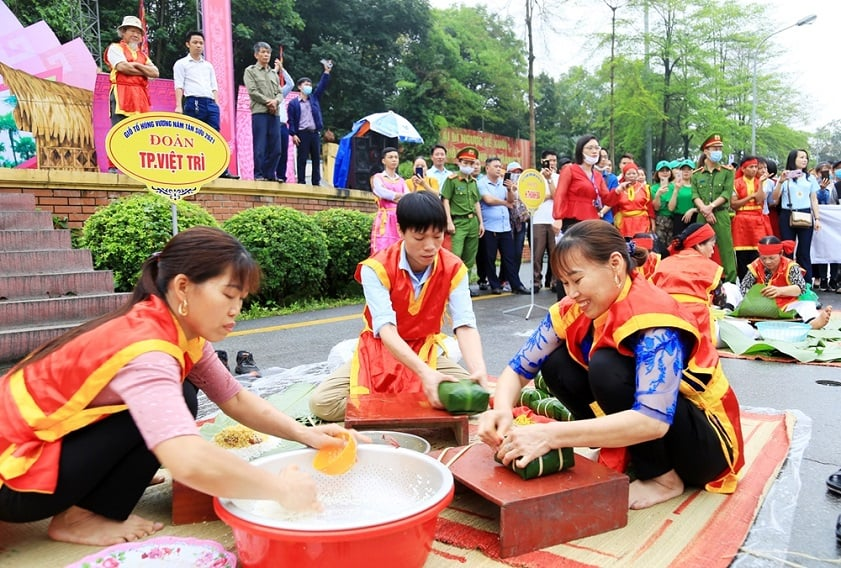 GIỖ TỔ HÙNG VƯƠNG NĂM TÂN SỬU 2021
ĐOÀN
TP.VIỆT TRÌ